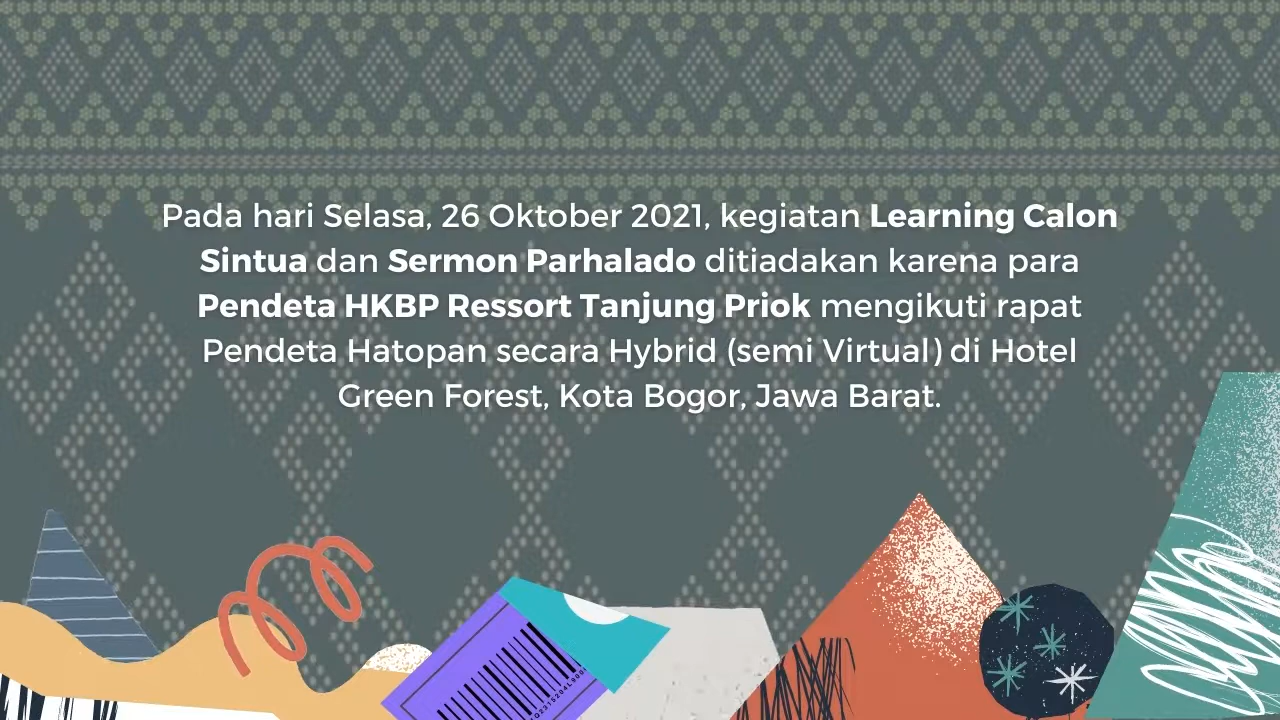 Pada hari Selasa, 26 Oktober 2021, kegiatan Learning Calon
Sintua dan Sermon Parhalado ditiadakan karena para
Pendeta HKBP Ressort Tanjung Priok mengikuti rapat
Pendeta Hatopan secara Hybrid (semi Virtual) di Hotel
Green Forest, Kota Bogor, Jawa Barat.